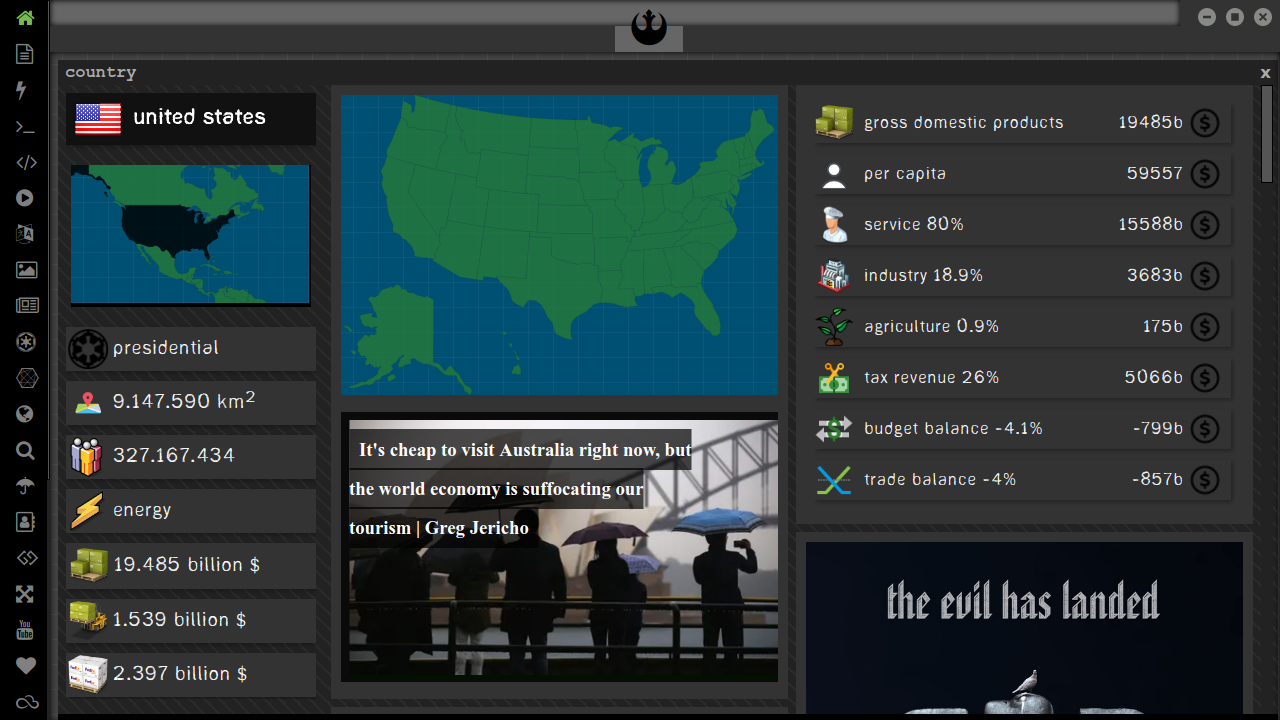 country
x
united states
presidential
9.147.590 km²
327.167.434
energy
19.485 billion $
1.539 billion $
2.397 billion $
It's cheap to visit Australia right now, but
the world economy is suffocating our
tourism | Greg Jericho
gross domestic products 19485b $
per capita 59557 $
service 80% 15588b $
industry 18.9% 3683b $
agriculture 0.9% 175b $
tax revenue 26% 5066b $
budget balance -4.1% -799b $
trade balance -4% -857b $
the evil has landed
You
Tube